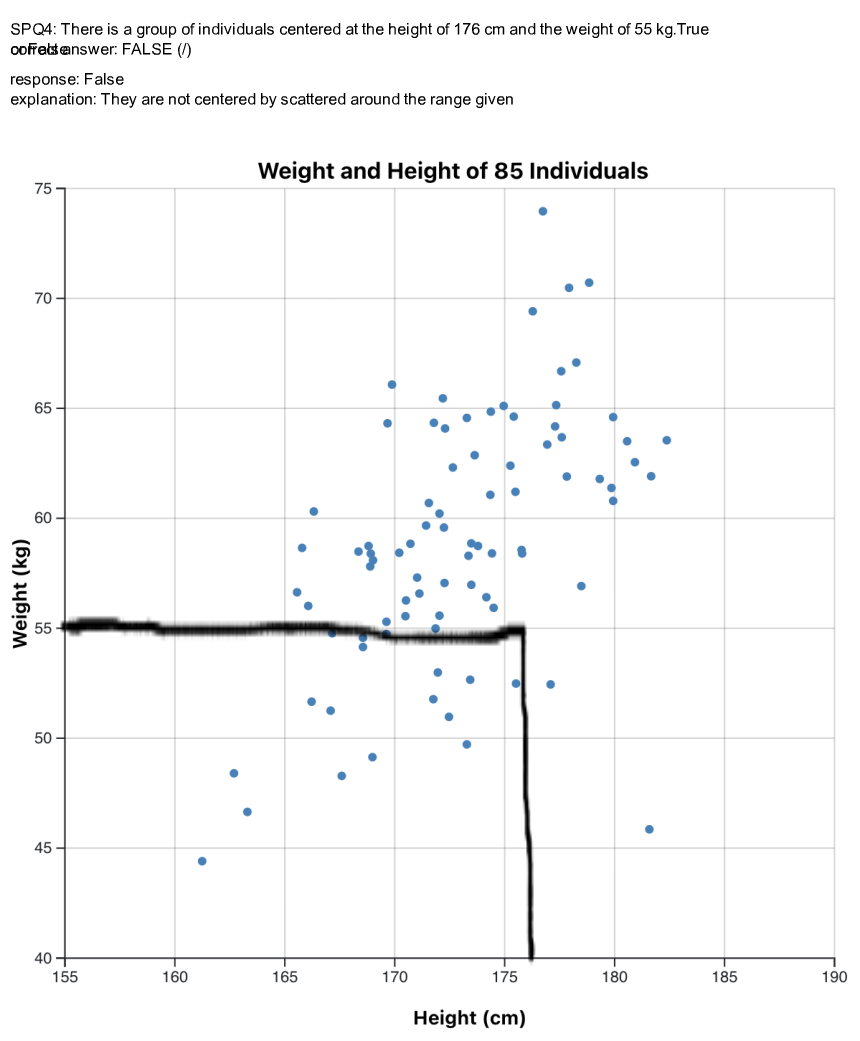 SPQ4: There is a group of individuals centered at the height of 176 cm and the weight of 55 kg.True
or False
correct answer: FALSE (/)
response: False
explanation: They are not centered by scattered around the range given
Weight and Height of 85 Individuals
75
70
65
60
55
50
45
40
Weight (kg)
155 160 165 170 175 180 185 190
Height (cm)